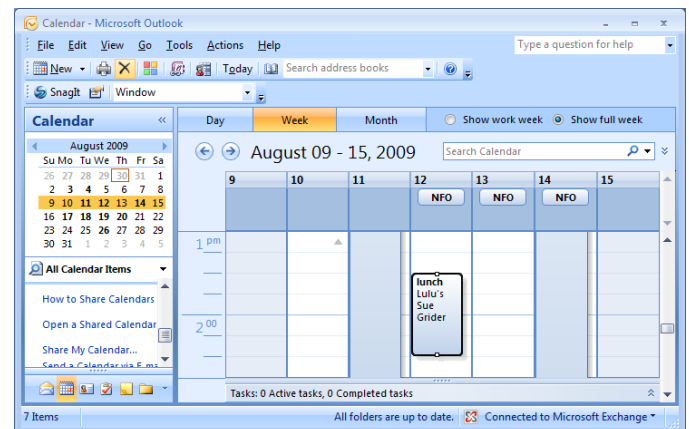 Calendar - Microsoft Outlook
File Edit View Go Tools Actions Help
Type a question for help
New Today Search address books
SnagIt Window
Calendar «
Day Week Month Show work week Show full week
August 2009
Su Mo Tu We Th Fr Sa
26 27 28 29 30 31 1
2 3 4 5 6 7 8
9 10 11 12 13 14 15
16 17 18 19 20 21 22
23 24 25 26 27 28 29
30 31 1 2 3 4 5
August 09 - 15, 2009 Search Calendar
9 10 11 12 13 14 15
NFO NFO NFO
1 pm
lunch
Lulu's
Sue
Grider
2 00
All Calendar Items
How to Share Calendars
Open a Shared Calendar
Share My Calendar...
Send a Calendar via E-ma
Tasks: 0 Active tasks, 0 Completed tasks
7 Items All folders are up to date. Connected to Microsoft Exchange